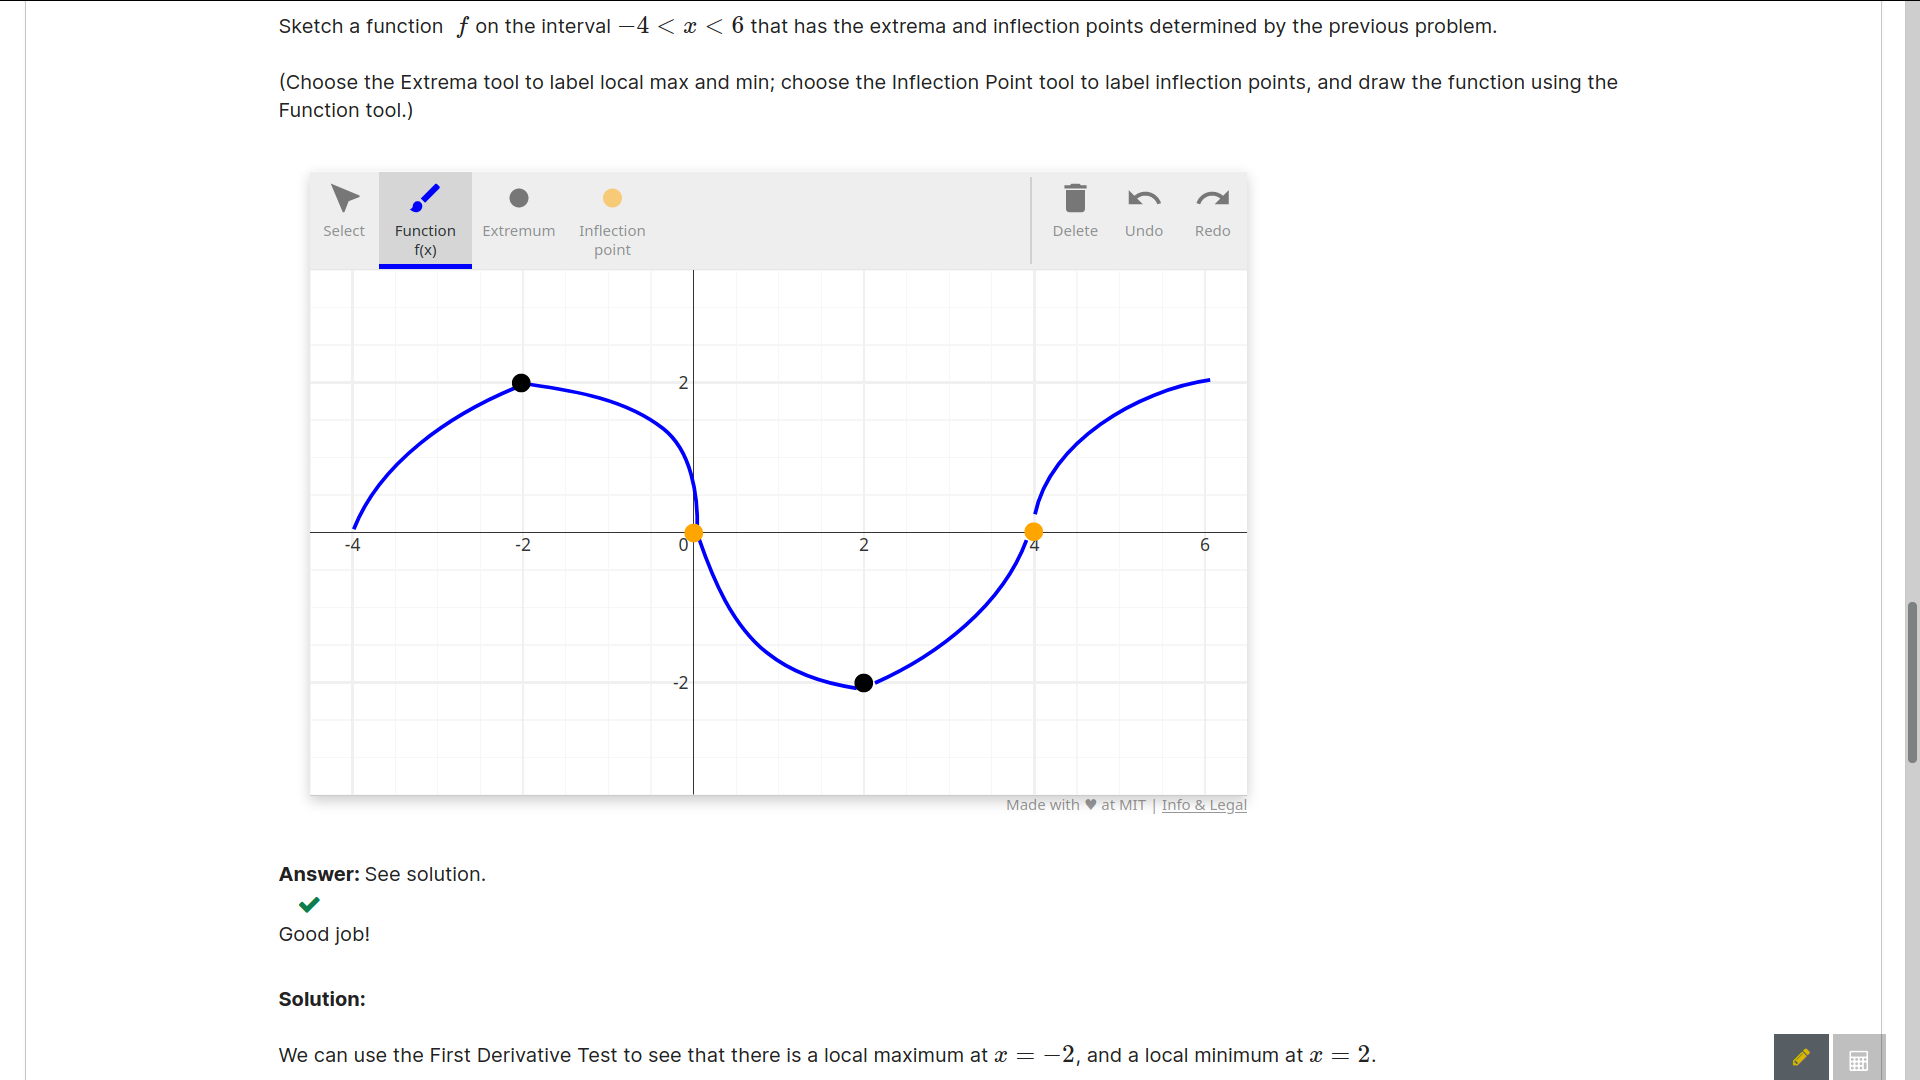 Sketch a function f on the interval −4 < x < 6 that has the extrema and inflection points determined by the previous problem.
(Choose the Extrema tool to label local max and min; choose the Inflection Point tool to label inflection points, and draw the function using the
Function tool.)
Select
Function
f(x)
Extremum
Inflection
point
Delete
Undo
Redo
2
-4
-2
0
2
4
6
-2
Made with ♥ at MIT | Info & Legal
Answer: See solution.
Good job!
Solution:
We can use the First Derivative Test to see that there is a local maximum at x = −2, and a local minimum at x = 2.